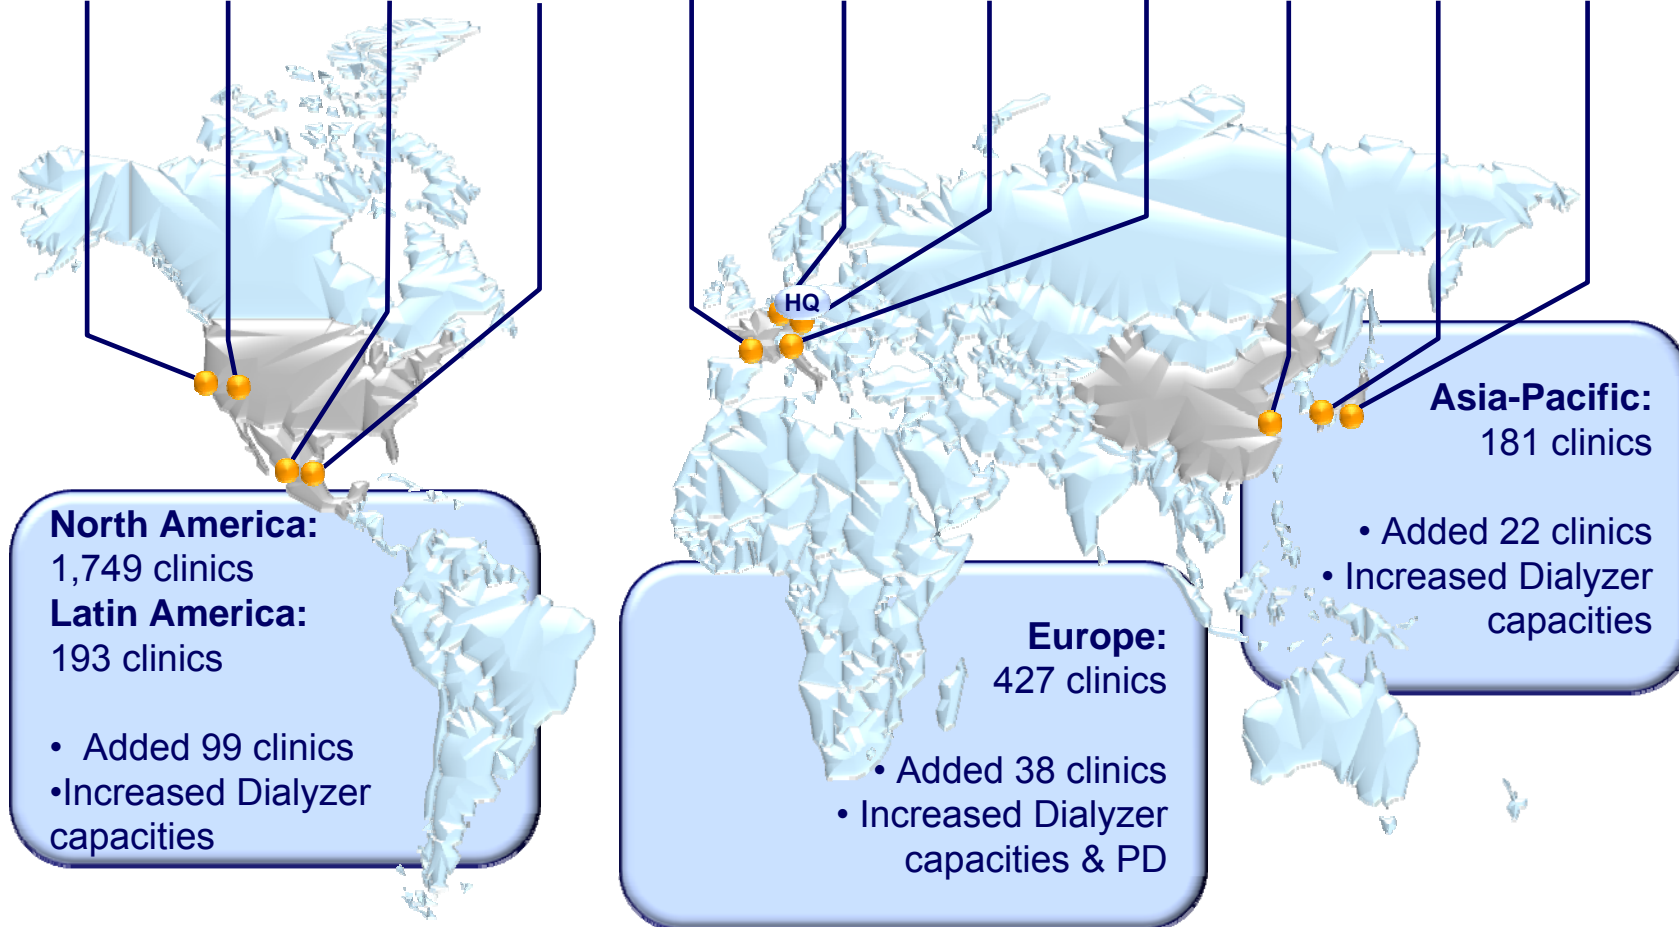 HQ
North America:
1,749 clinics
Latin America:
193 clinics
• Added 99 clinics
•Increased Dialyzer
capacities
Europe:
427 clinics
• Added 38 clinics
• Increased Dialyzer
capacities & PD
Asia-Pacific:
181 clinics
• Added 22 clinics
• Increased Dialyzer
capacities